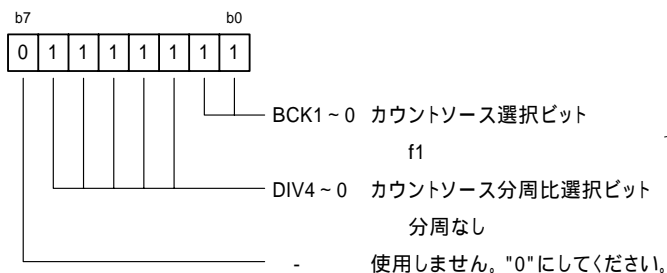 b7 b0
0 1 1 1 1 1 1 1
BCK1~0 カウントソース選択ビット
f1
DIV4~0 カウントソース分周比選択ビット
分周なし
- 使用しません。"0"にしてください。